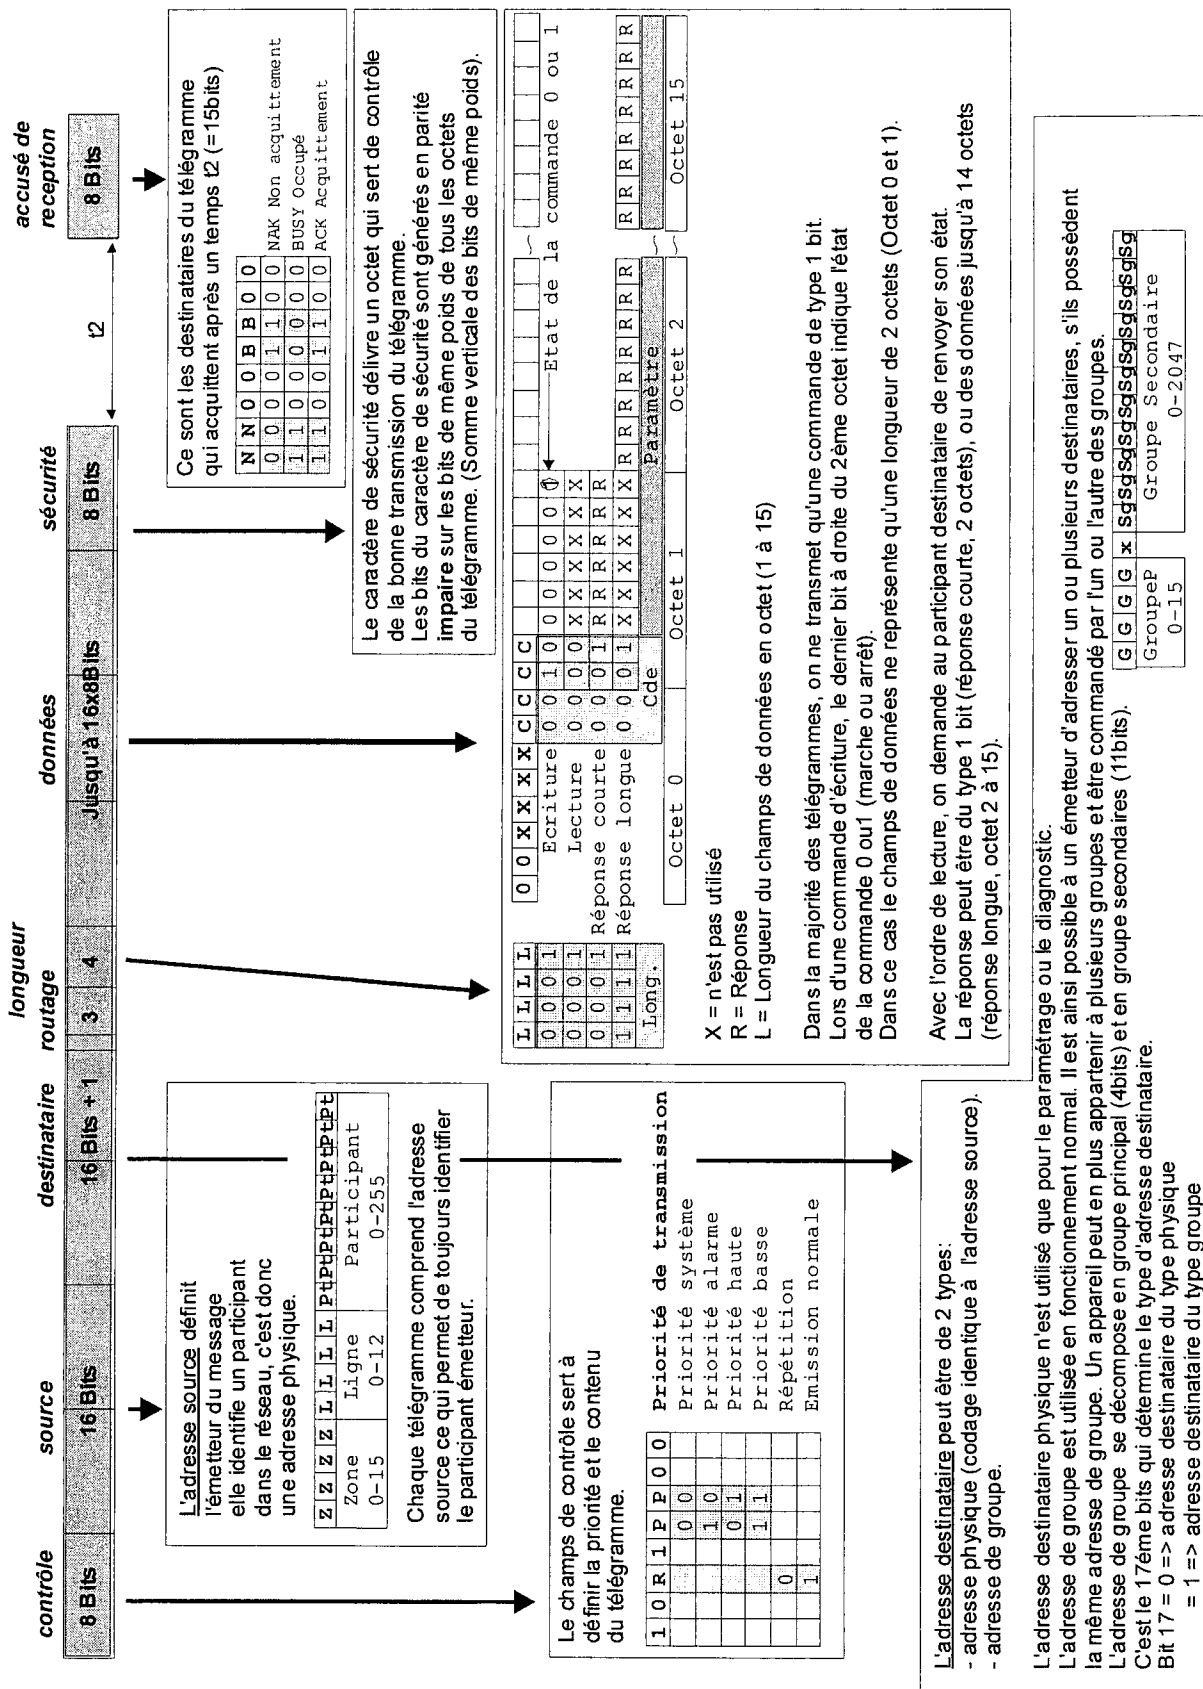 contrôle
source
destinataire
longueur
routage
données
sécurité
accusé de
réception
8 Bits
16 Bits
16 Bits + 1
3
4
Jusqu'à 16x8Bits
8 Bits
t2
8 Bits
L'adresse source définit
l'émetteur du message
elle identifie un participant
dans le réseau, c'est donc
une adresse physique.
Z Z Z Z L L L L Pt Pt Pt Pt Pt Pt Pt Pt
Zone Ligne Participant
0-15 0-12 0-255
Chaque télégramme comprend l'adresse
source ce qui permet de toujours identifier
le participant émetteur.
Ce sont les destinataires du télégramme
qui acquittent après un temps t2 (=15bits)
N N O O B B O O
0 0 0 0 1 1 0 0 NAK Non acquittement
1 1 0 0 0 0 0 0 BUSY Occupé
1 1 0 0 1 1 0 0 ACK Acquittement
Le caractère de sécurité délivre un octet qui sert de contrôle
de la bonne transmission du télégramme.
Les bits du caractère de sécurité sont générés en parité
impaire sur les bits de même poids de tous les octets
du télégramme. (Somme verticale des bits de même poids).
Le champs de contrôle sert à
définir la priorité et le contenu
du télégramme.
1 0 R 1 P P 0 0 Priorité de transmission
0 0 Priorité système
1 0 Priorité alarme
0 1 Priorité haute
1 1 Priorité basse
0 Répétition
1 Emission normale
L L L L 0 0 X X X X C C C C
0 0 0 1 Ecriture 0 0 1 0 0 0 0 0 0 1 Etat de la commande 0 ou 1
0 0 0 1 Lecture 0 0 0 0 X X X X X X
0 0 0 1 Réponse courte 0 0 0 1 R R R R R R
1 1 1 1 Réponse longue 0 0 0 1 X X X X X X R R R R R R R R ~ R R R R R R R R
Long. Cde Paramètre ~
Octet 0 Octet 1 Octet 2 ~ Octet 15
X = n'est pas utilisé
R = Réponse
L = Longueur du champs de données en octet (1 à 15)
Dans la majorité des télégrammes, on ne transmet qu'une commande de type 1 bit.
Lors d'une commande d'écriture, le dernier bit à droite du 2ème octet indique l'état
de la commande 0 ou1 (marche ou arrêt).
Dans ce cas le champs de données ne représente qu'une longueur de 2 octets (Octet 0 et 1).
Avec l'ordre de lecture, on demande au participant destinataire de renvoyer son état.
La réponse peut être du type 1 bit (réponse courte, 2 octets), ou des données jusqu'à 14 octets
(réponse longue, octet 2 à 15).
L'adresse destinataire peut être de 2 types:
- adresse physique (codage identique à l'adresse source).
- adresse de groupe.
L'adresse destinataire physique n'est utilisé que pour le paramétrage ou le diagnostic.
L'adresse de groupe est utilisée en fonctionnement normal. Il est ainsi possible à un émetteur d'adresser un ou plusieurs destinataires, s'ils possèdent
la même adresse de groupe. Un appareil peut en plus appartenir à plusieurs groupes et être commandé par l'un ou l'autre des groupes.
L'adresse de groupe se décompose en groupe principal (4bits) et en groupe secondaires (11bits).
G G G G x Sg Sg Sg Sg Sg Sg Sg Sg Sg Sg Sg
GroupeP Groupe Secondaire
0-15 0-2047
C'est le 17éme bits qui détermine le type d'adresse destinataire.
Bit 17 = 0 => adresse destinataire du type physique
= 1 => adresse destinataire du type groupe